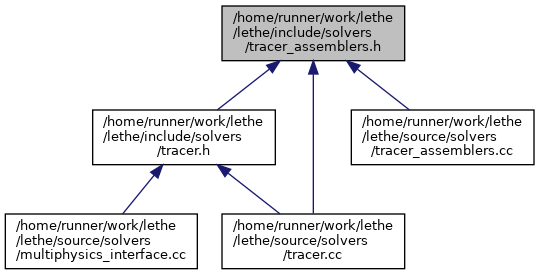 /home/runner/work/lethe
/lethe/include/solvers
/tracer_assemblers.h
/home/runner/work/lethe
/lethe/include/solvers
/tracer.h
/home/runner/work/lethe
/lethe/source/solvers
/tracer_assemblers.cc
/home/runner/work/lethe
/lethe/source/solvers
/multiphysics_interface.cc
/home/runner/work/lethe
/lethe/source/solvers
/tracer.cc